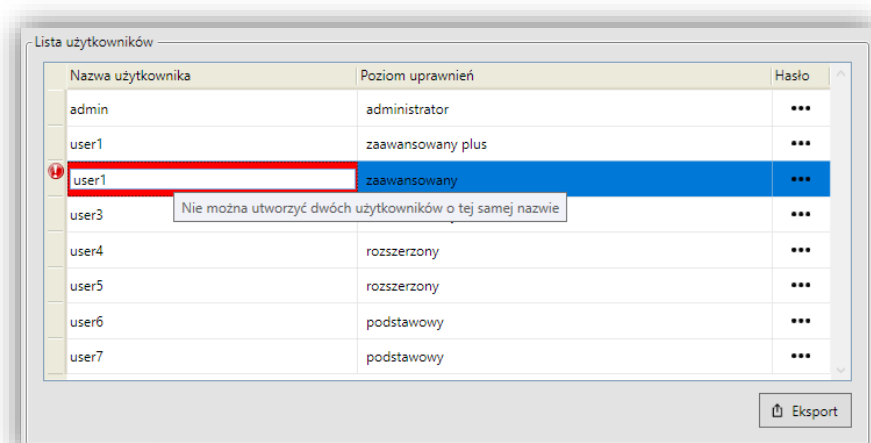 Lista użytkowników
Nazwa użytkownika Poziom uprawnień Hasło
admin administrator •••
user1 zaawansowany plus •••
user1 zaawansowany •••
Nie można utworzyć dwóch użytkowników o tej samej nazwie
user3 •••
user4 rozszerzony •••
user5 rozszerzony •••
user6 podstawowy •••
user7 podstawowy •••
Eksport